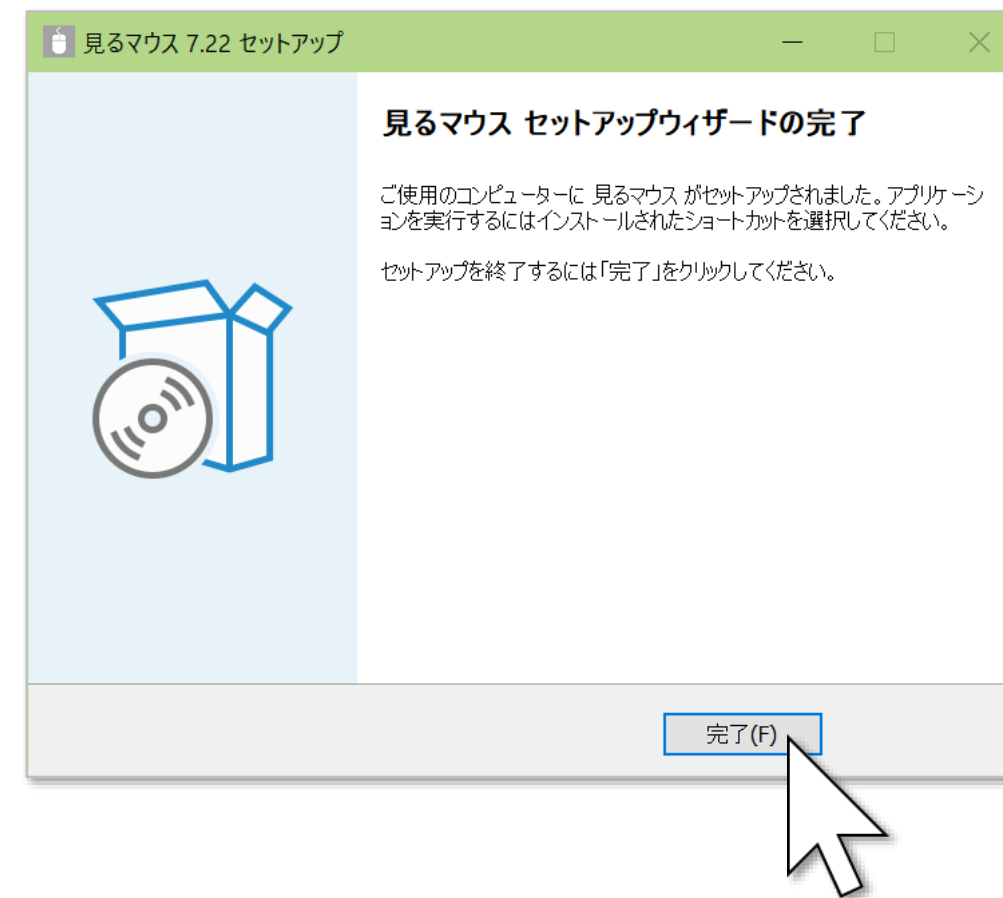 見るマウス 7.22 セットアップ
見るマウス セットアップウィザードの完了
ご使用のコンピューターに 見るマウス がセットアップされました。アプリケーシ
ョンを実行するにはインストールされたショートカットを選択してください。
セットアップを終了するには「完了」をクリックしてください。
完了(F)